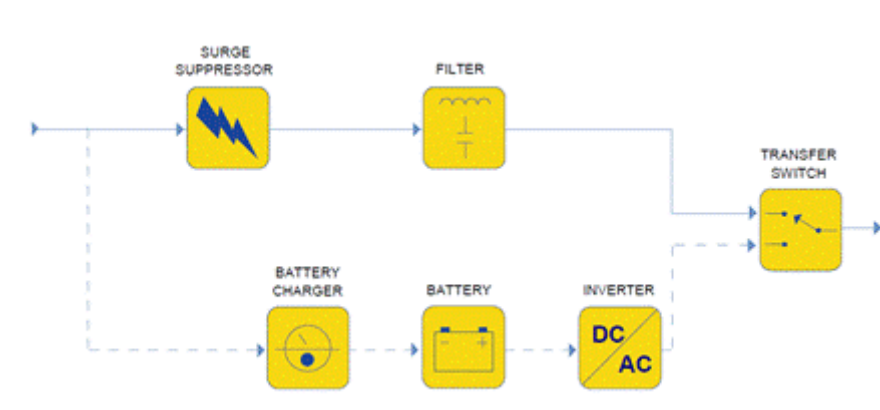 SURGE
SUPPRESSOR
FILTER
TRANSFER
SWITCH
BATTERY
CHARGER
BATTERY
INVERTER
DC
AC